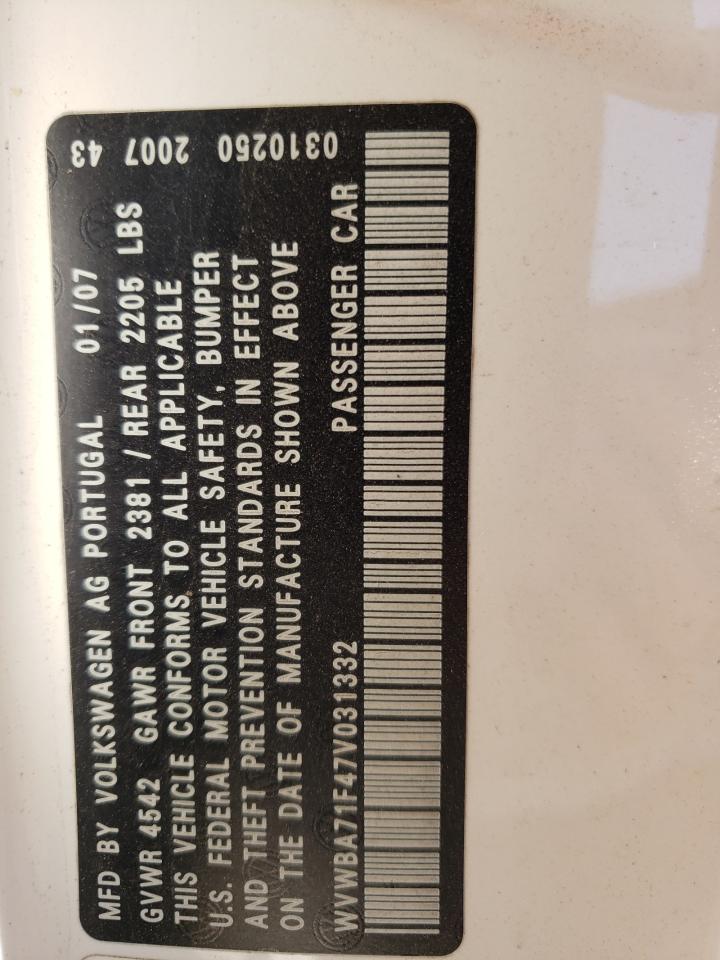 MFD BY VOLKSWAGEN AG PORTUGAL 01/07
GVWR 4542 GAWR FRONT 2381 / REAR 2205 LBS
THIS VEHICLE CONFORMS TO ALL APPLICABLE
U.S. FEDERAL MOTOR VEHICLE SAFETY, BUMPER
AND THEFT PREVENTION STANDARDS IN EFFECT
ON THE DATE OF MANUFACTURE SHOWN ABOVE
WVWBA71F47V031332 PASSENGER CAR
0310250 2007 43